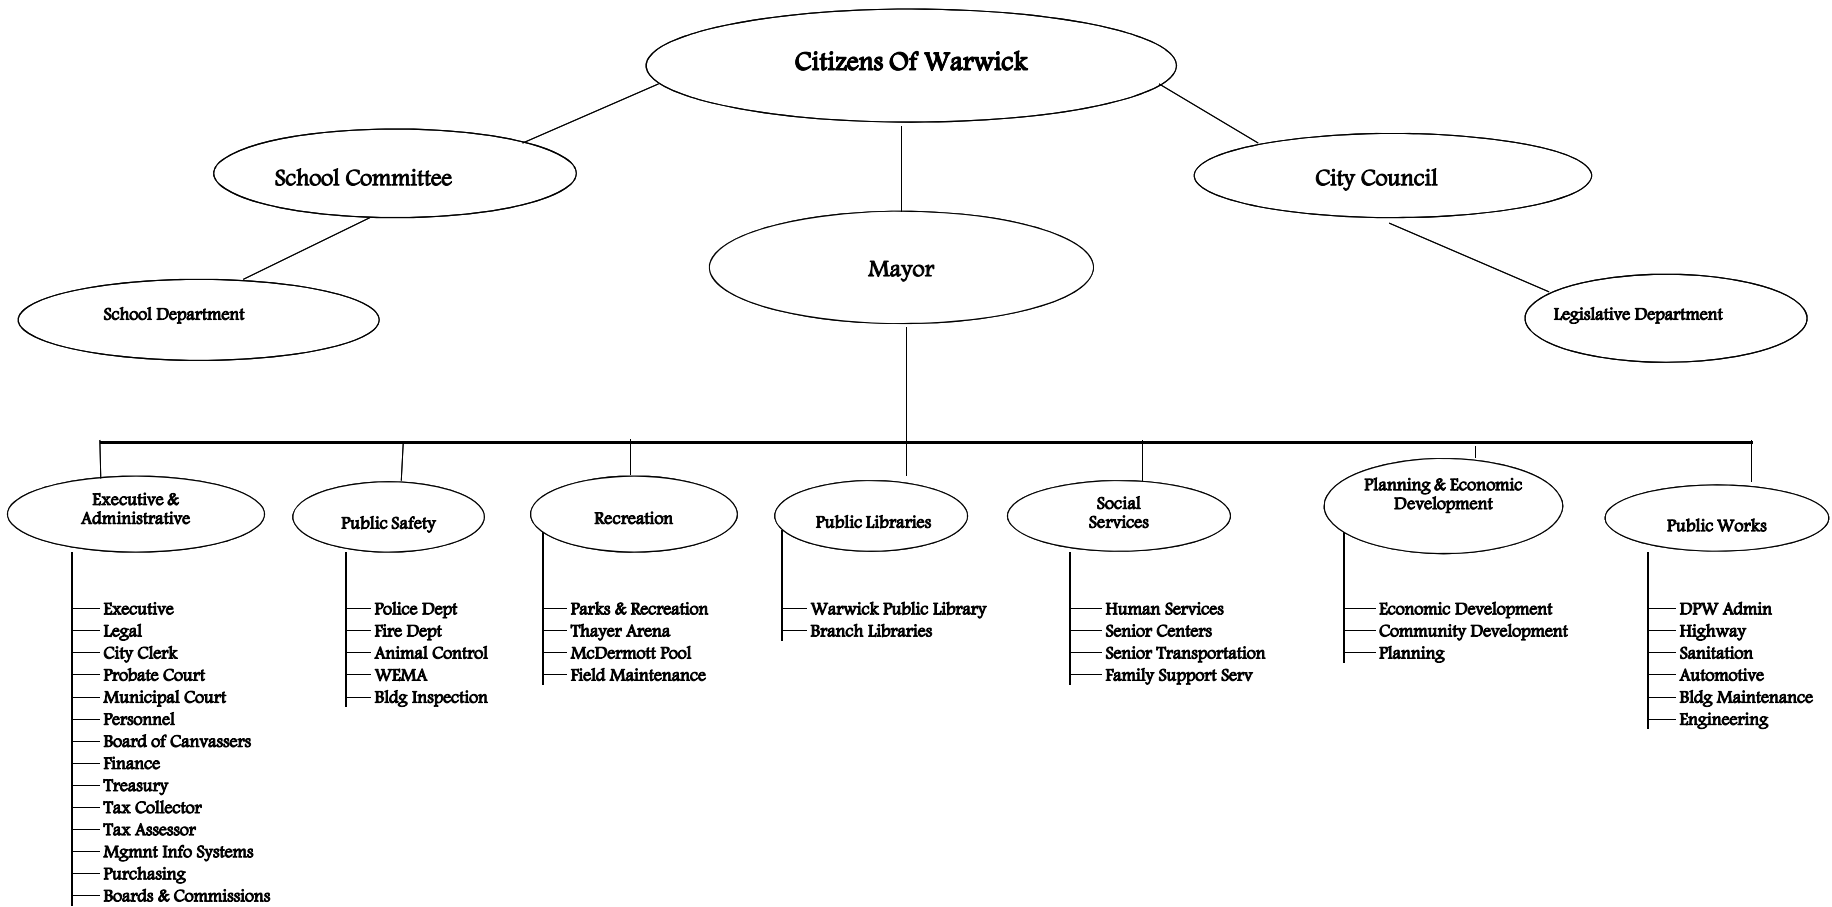 Citizens Of Warwick
School Committee
City Council
Mayor
School Department
Legislative Department
Executive &
Administrative
Public Safety
Recreation
Public Libraries
Social
Services
Planning & Economic
Development
Public Works
Executive
Legal
City Clerk
Probate Court
Municipal Court
Personnel
Board of Canvassers
Finance
Treasury
Tax Collector
Tax Assessor
Mgmnt Info Systems
Purchasing
Boards & Commissions
Police Dept
Fire Dept
Animal Control
WEMA
Bldg Inspection
Parks & Recreation
Thayer Arena
McDermott Pool
Field Maintenance
Warwick Public Library
Branch Libraries
Human Services
Senior Centers
Senior Transportation
Family Support Serv
Economic Development
Community Development
Planning
DPW Admin
Highway
Sanitation
Automotive
Bldg Maintenance
Engineering